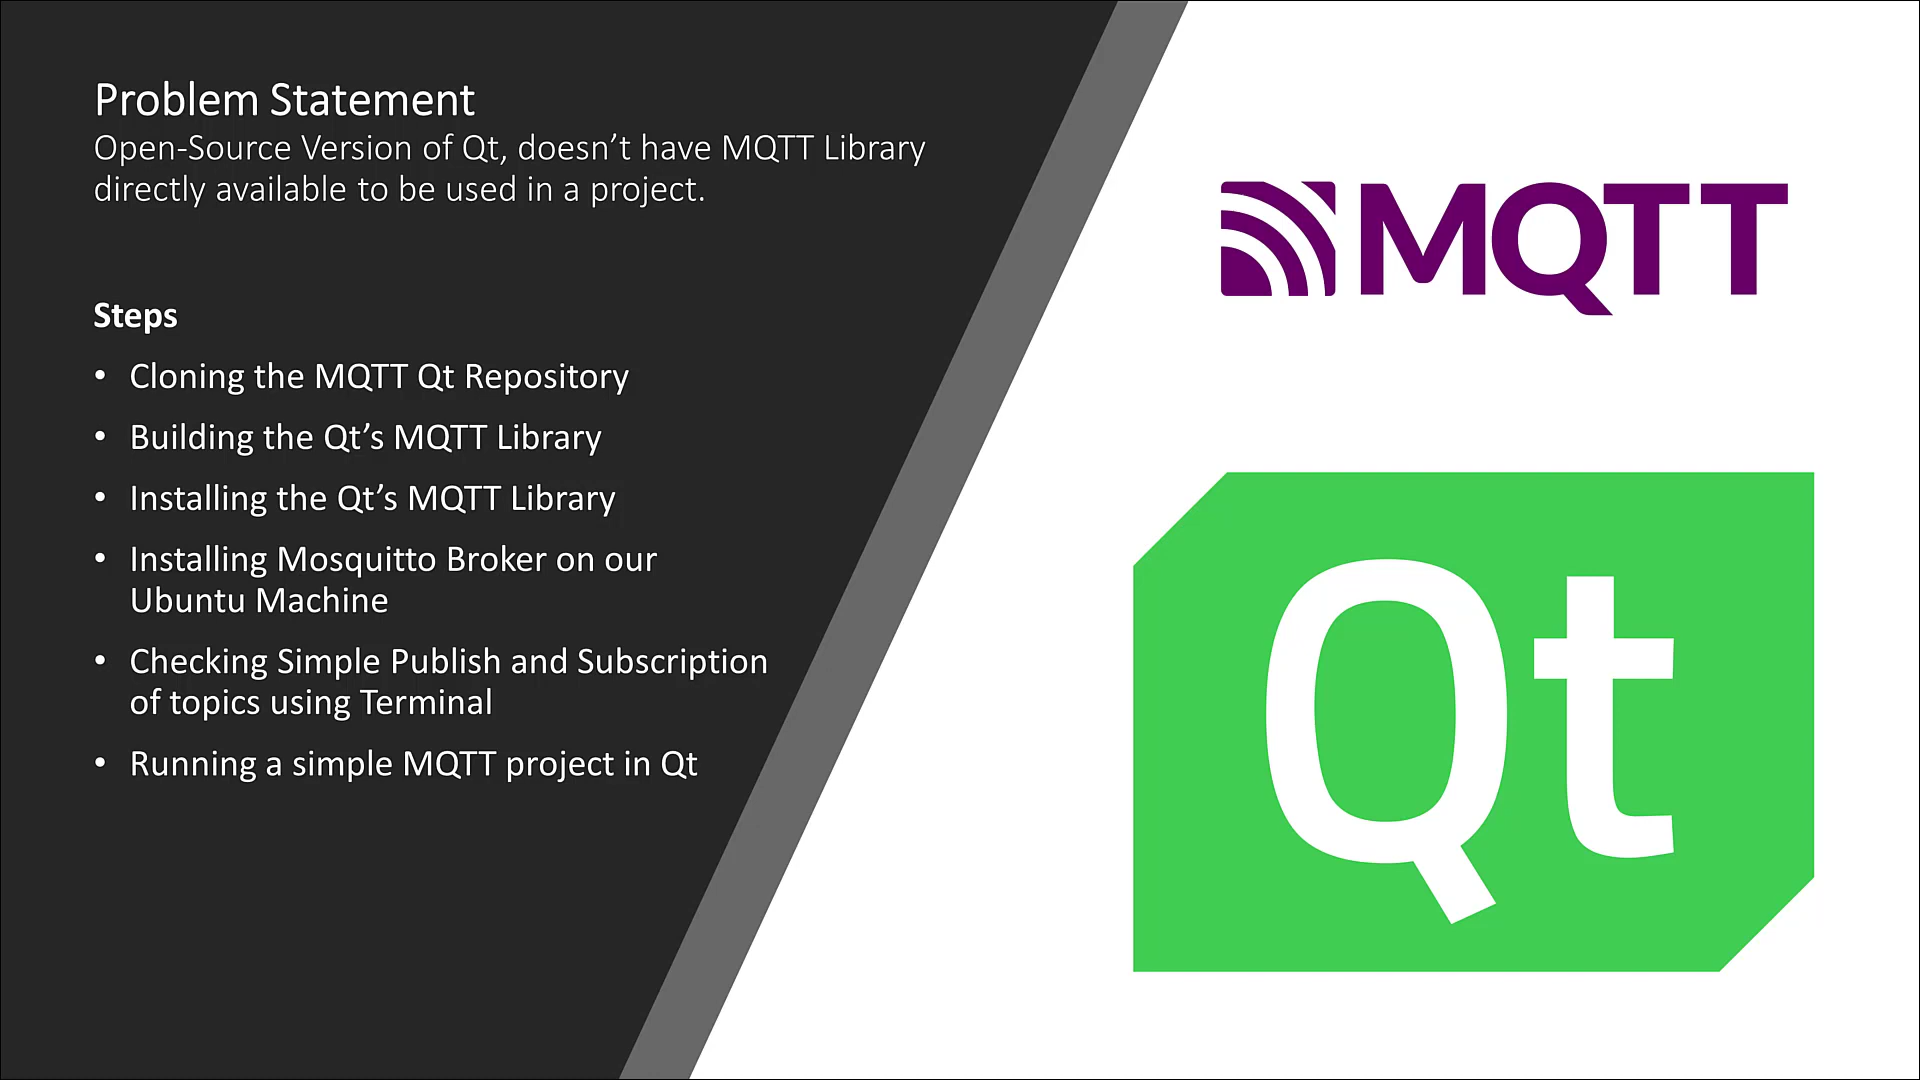 Problem Statement
Open-Source Version of Qt, doesn’t have MQTT Library
directly available to be used in a project.
Steps
• Cloning the MQTT Qt Repository
• Building the Qt’s MQTT Library
• Installing the Qt’s MQTT Library
• Installing Mosquitto Broker on our
Ubuntu Machine
• Checking Simple Publish and Subscription
of topics using Terminal
• Running a simple MQTT project in Qt
MQTT
Qt